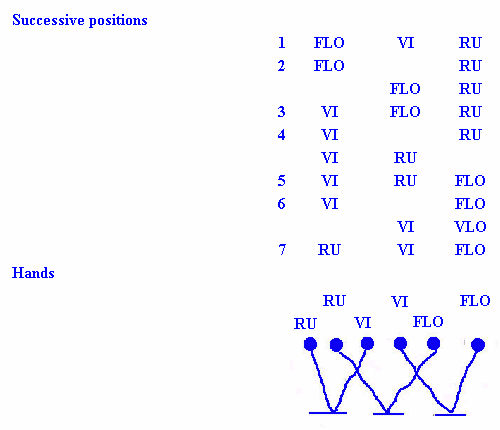 Successive positions
1 FLO VI RU
2 FLO RU
FLO RU
3 VI FLO RU
4 VI RU
VI RU
5 VI RU FLO
6 VI FLO
VI VLO
7 RU VI FLO
Hands
RU VI FLO
RU VI FLO